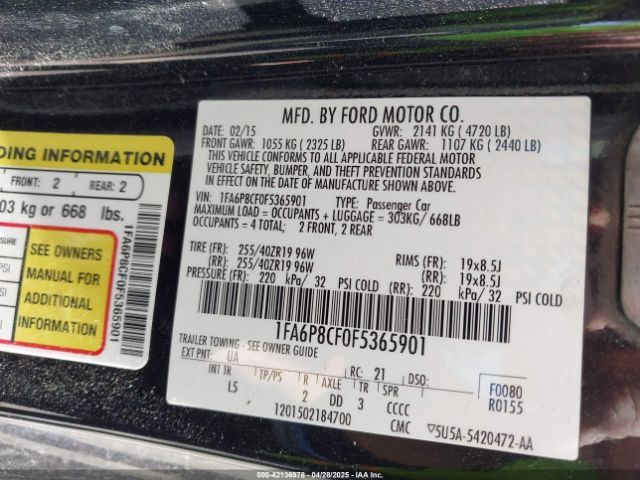 MFD. BY FORD MOTOR CO.
DATE: 02/15 GVWR: 2141 KG ( 4720 LB)
FRONT GAWR: 1055 KG ( 2325 LB) REAR GAWR: 1107 KG ( 2440 LB)
THIS VEHICLE CONFORMS TO ALL APPLICABLE FEDERAL MOTOR
VEHICLE SAFETY, BUMPER, AND THEFT PREVENTION STANDARDS
IN EFFECT ON THE DATE OF MANUFACTURE SHOWN ABOVE.
VIN: 1FA6P8CF0F5365901 TYPE: Passenger Car
MAXIMUM LOAD = OCCUPANTS + LUGGAGE = 303KG/ 668LB
OCCUPANTS = 4 TOTAL: 2 FRONT, 2 REAR
TIRE (FR): 255/40ZR19 96W RIMS (FR): 19x8.5J
(RR): 255/40ZR19 96W (RR): 19x8.5J
PRESSURE (FR): 220 kPa/ 32 PSI COLD (RR): 220 kPa/ 32 PSI COLD
1FA6P8CF0F5365901
TRAILER TOWING - SEE OWNER GUIDE
EXT PNT: UA RC: 21 DSO:
INT TR TP/PS R AXLE TR SPR
L5 2 DD 3 CCCC
F0080
R0155
1201502184700 CMC ▽5U5A-5420472-AA
DING INFORMATION
FRONT: 2 REAR: 2
03 kg or 668 lbs.
SURE
PSI
SI
SEE OWNERS
MANUAL FOR
ADDITIONAL
INFORMATION
1FA6P8CF0F5365901
000-42136978 - 04/28/2025 - IAAI.COM